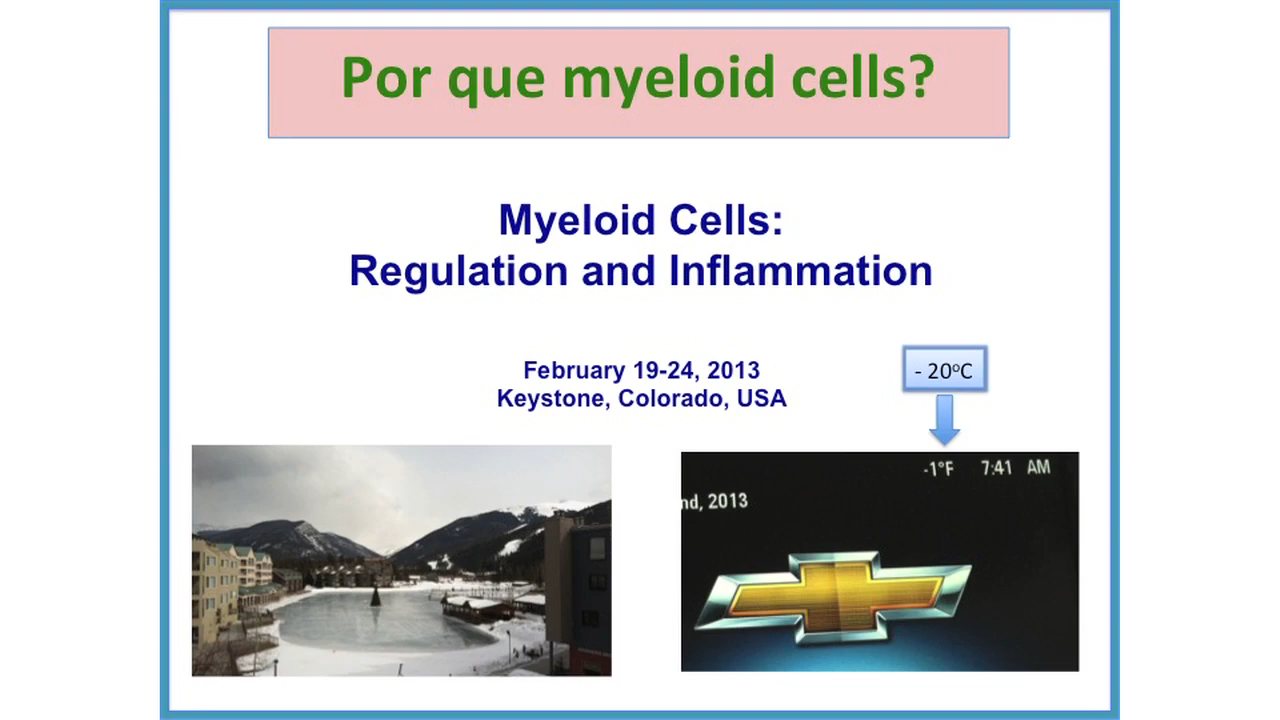 Por que myeloid cells?
Myeloid Cells:
Regulation and Inflammation
February 19-24, 2013
Keystone, Colorado, USA
- 20ºC
-1°F 7:41 AM
nd, 2013